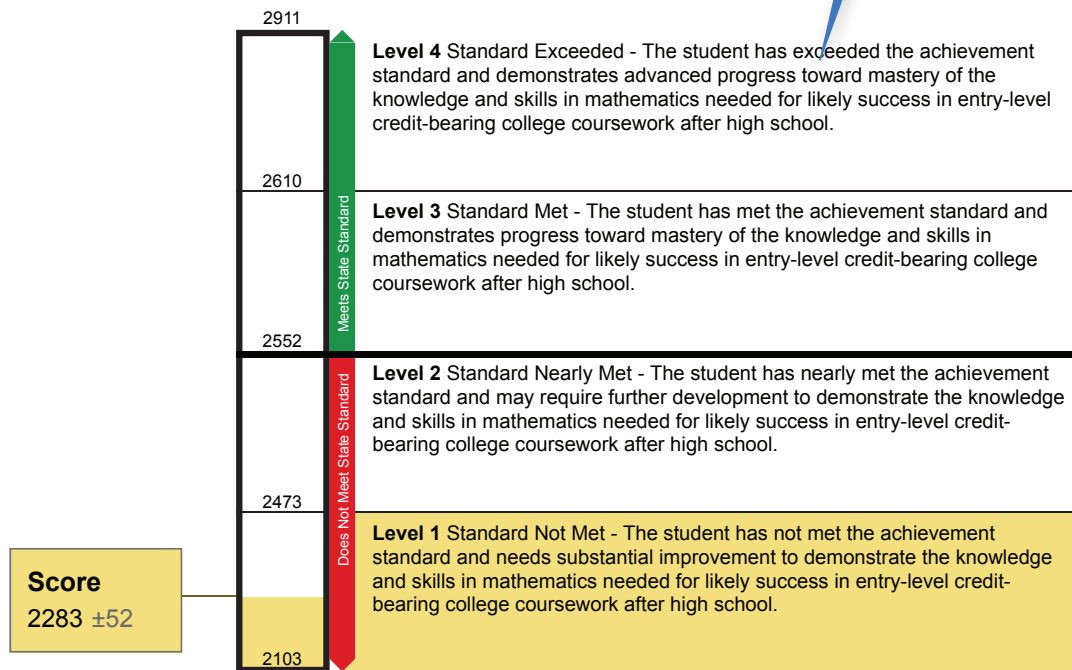 2911
Level 4 Standard Exceeded - The student has exceeded the achievement
standard and demonstrates advanced progress toward mastery of the
knowledge and skills in mathematics needed for likely success in entry-level
credit-bearing college coursework after high school.
2610
Level 3 Standard Met - The student has met the achievement standard and
demonstrates progress toward mastery of the knowledge and skills in
mathematics needed for likely success in entry-level credit-bearing college
coursework after high school.
Meets State Standard
2552
Level 2 Standard Nearly Met - The student has nearly met the achievement
standard and may require further development to demonstrate the knowledge
and skills in mathematics needed for likely success in entry-level credit-
bearing college coursework after high school.
Does Not Meet State Standard
2473
Level 1 Standard Not Met - The student has not met the achievement
standard and needs substantial improvement to demonstrate the knowledge
and skills in mathematics needed for likely success in entry-level credit-
bearing college coursework after high school.
Score
2283 ±52
2103